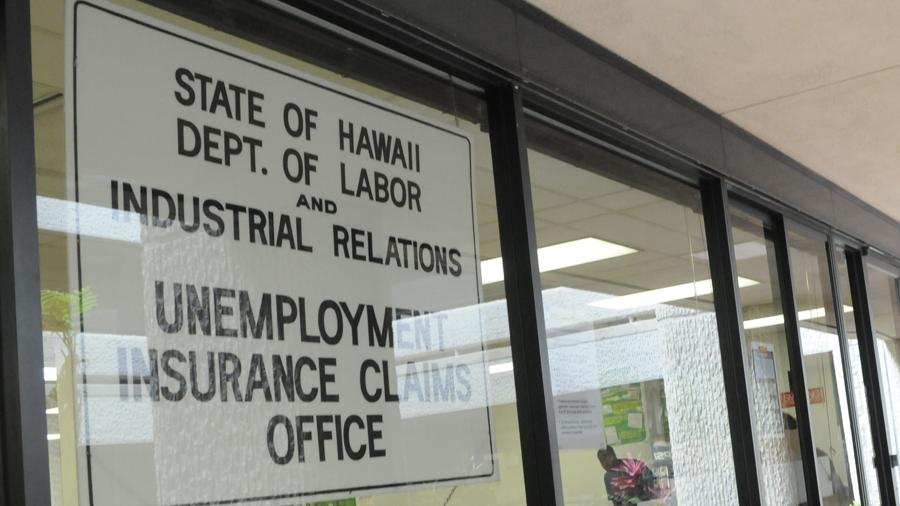 STATE OF HAWAII
DEPT. OF LABOR
AND
INDUSTRIAL RELATIONS
UNEMPLOYMENT
INSURANCE CLAIMS
OFFICE